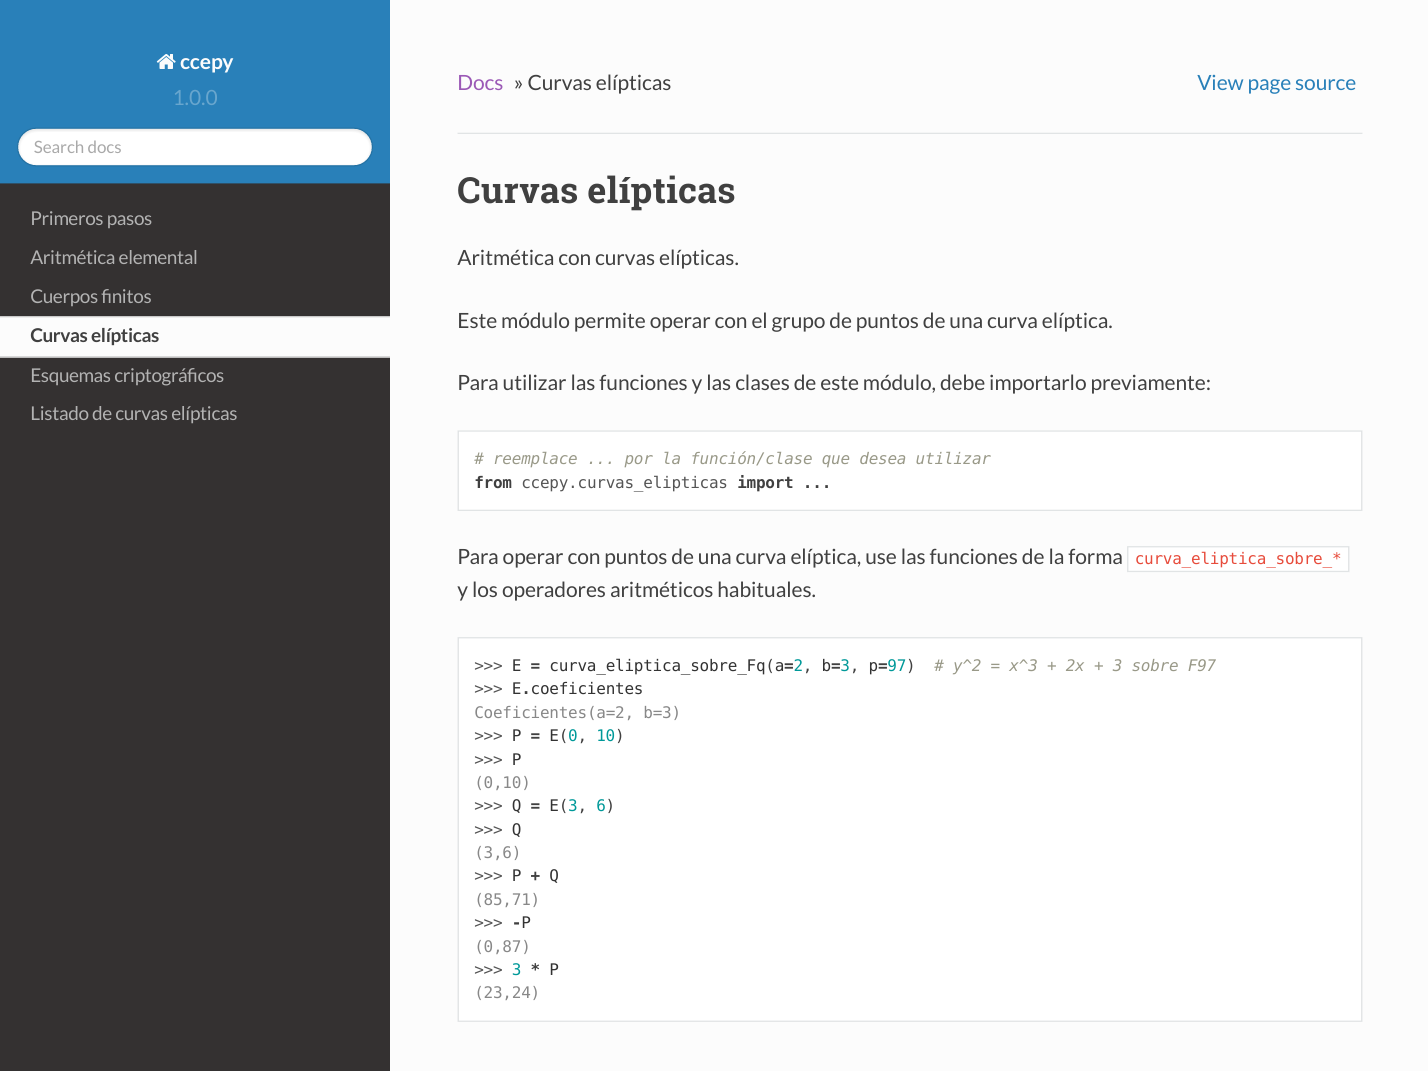 ccepy
1.0.0
Search docs
Primeros pasos
Aritmética elemental
Cuerpos finitos
Curvas elípticas
Esquemas criptográficos
Listado de curvas elípticas
Docs » Curvas elípticas
View page source
Curvas elípticas
Aritmética con curvas elípticas.
Este módulo permite operar con el grupo de puntos de una curva elíptica.
Para utilizar las funciones y las clases de este módulo, debe importarlo previamente:
# reemplace ... por la función/clase que desea utilizar
from ccepy.curvas_elipticas import ...
Para operar con puntos de una curva elíptica, use las funciones de la forma curva_eliptica_sobre_*
y los operadores aritméticos habituales.
>>> E = curva_eliptica_sobre_Fq(a=2, b=3, p=97)  # y^2 = x^3 + 2x + 3 sobre F97
>>> E.coeficientes
Coeficientes(a=2, b=3)
>>> P = E(0, 10)
>>> P
(0,10)
>>> Q = E(3, 6)
>>> Q
(3,6)
>>> P + Q
(85,71)
>>> -P
(0,87)
>>> 3 * P
(23,24)